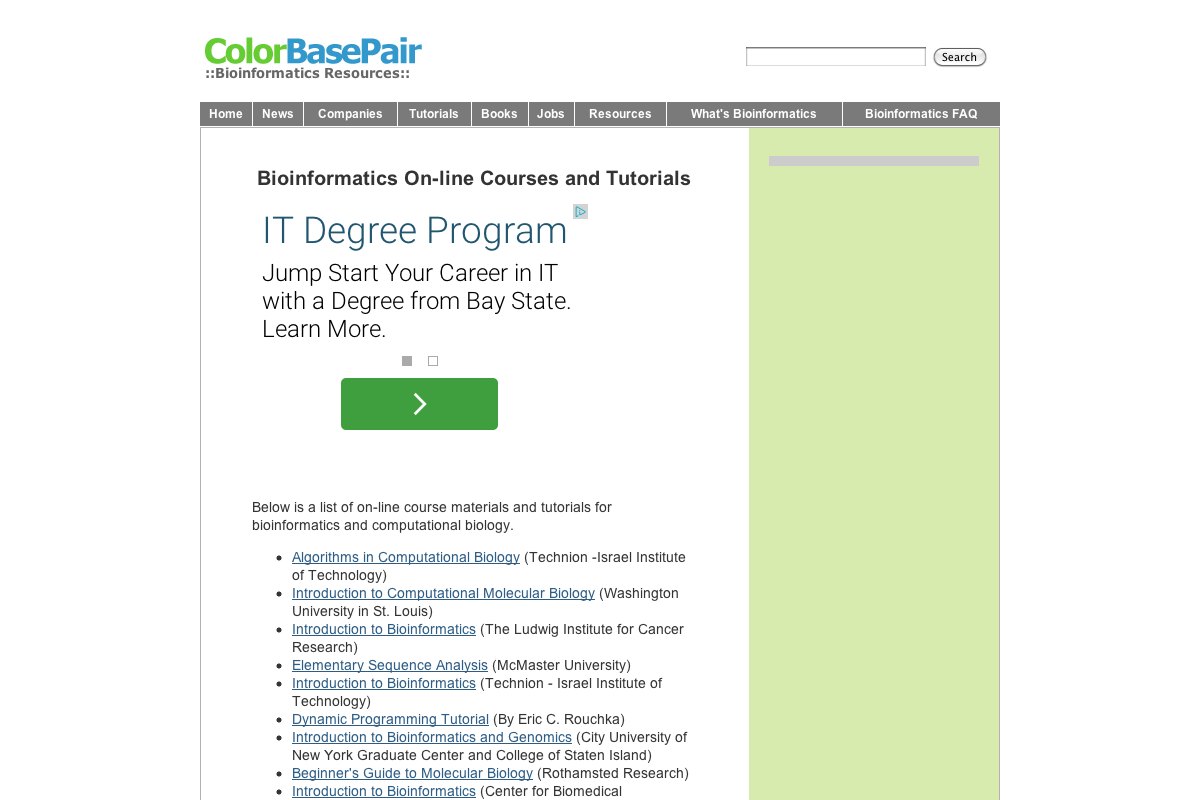 ColorBasePair
::Bioinformatics Resources::
Search
Home News Companies Tutorials Books Jobs Resources What's Bioinformatics Bioinformatics FAQ
Bioinformatics On-line Courses and Tutorials
IT Degree Program
Jump Start Your Career in IT
with a Degree from Bay State.
Learn More.
Below is a list of on-line course materials and tutorials for
bioinformatics and computational biology.
Algorithms in Computational Biology (Technion -Israel Institute
of Technology)
Introduction to Computational Molecular Biology (Washington
University in St. Louis)
Introduction to Bioinformatics (The Ludwig Institute for Cancer
Research)
Elementary Sequence Analysis (McMaster University)
Introduction to Bioinformatics (Technion - Israel Institute of
Technology)
Dynamic Programming Tutorial (By Eric C. Rouchka)
Introduction to Bioinformatics and Genomics (City University of
New York Graduate Center and College of Staten Island)
Beginner's Guide to Molecular Biology (Rothamsted Research)
Introduction to Bioinformatics (Center for Biomedical